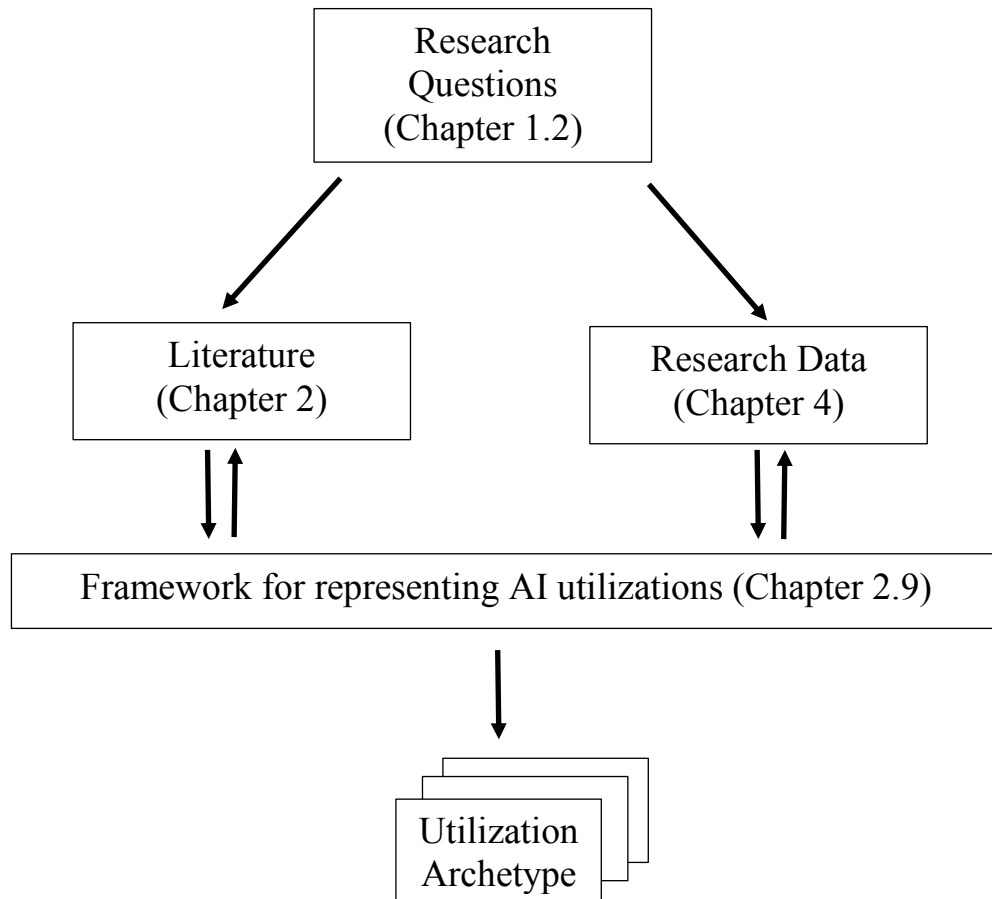 Research
Questions
(Chapter 1.2)
Literature
(Chapter 2)
Research Data
(Chapter 4)
Framework for representing AI utilizations (Chapter 2.9)
Utilization
Archetype